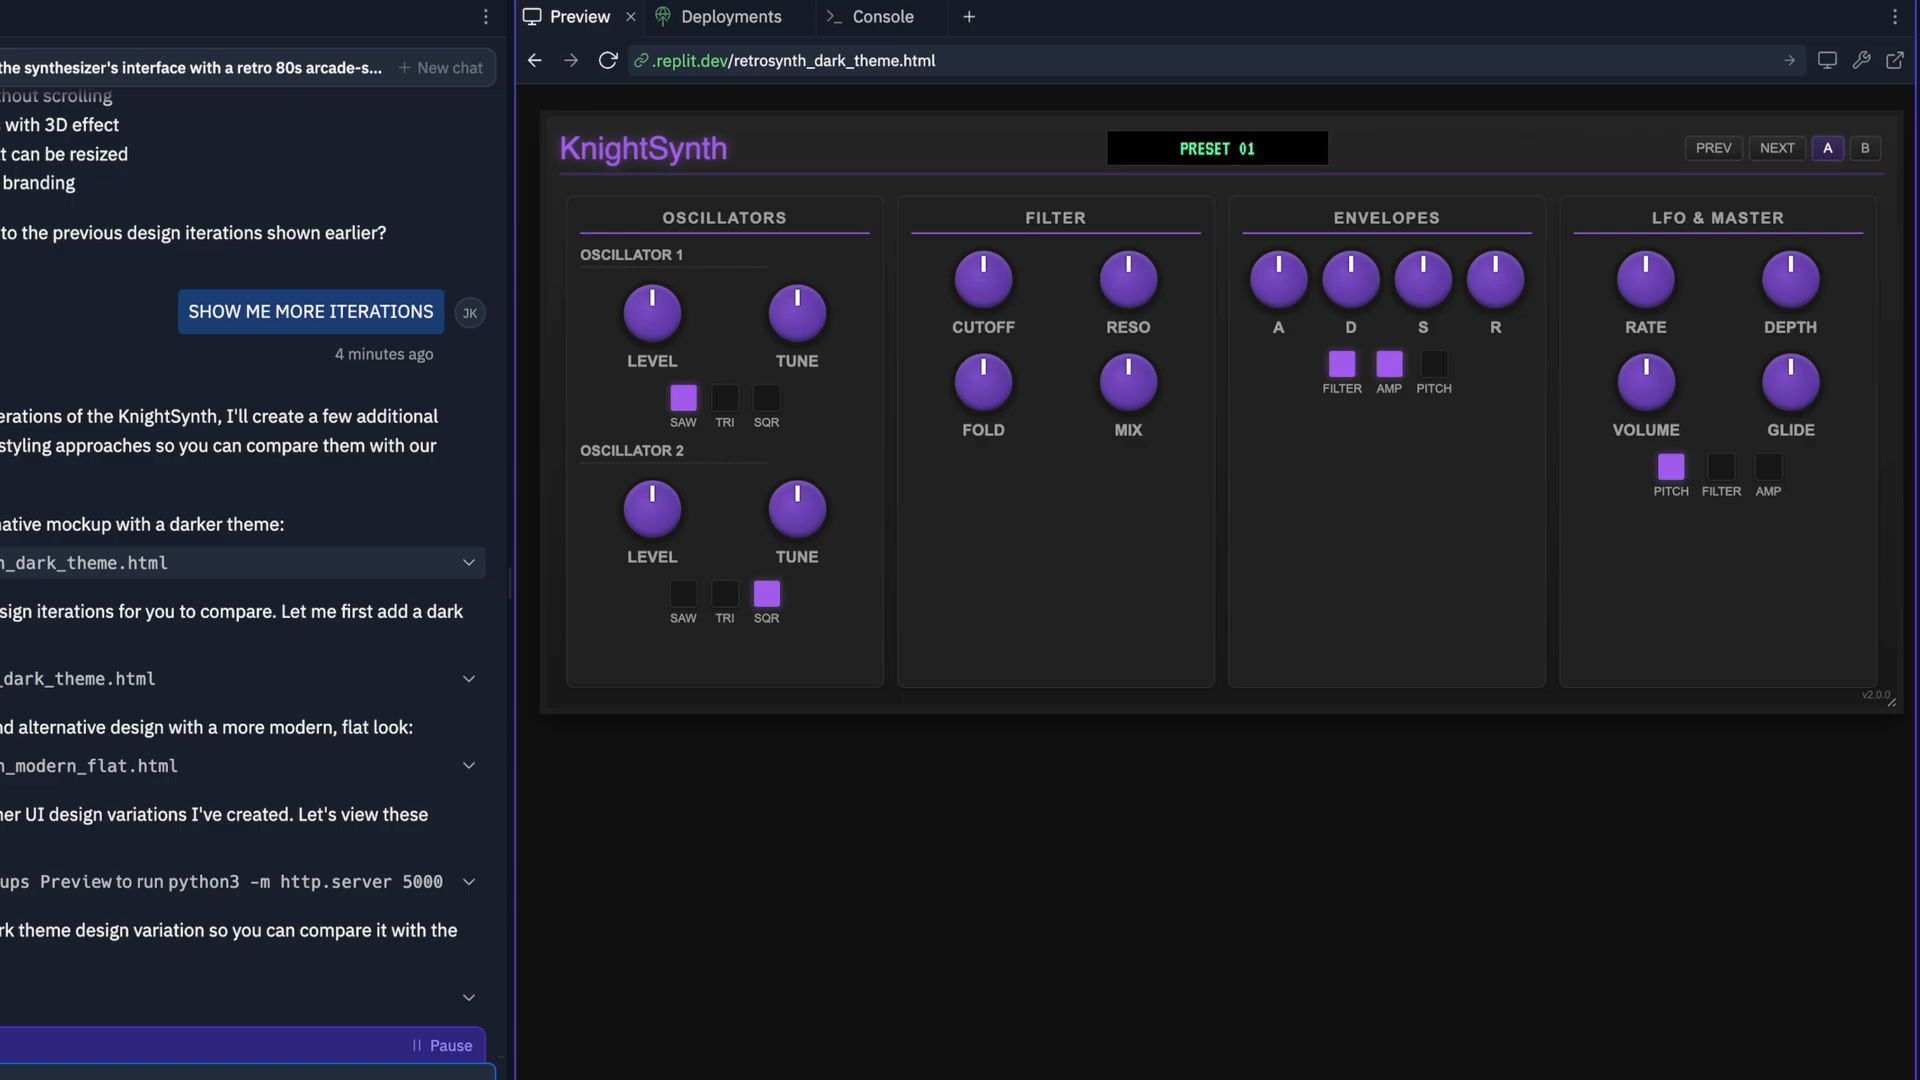 the synthesizer's interface with a retro 80s arcade-s...
New chat
hout scrolling
with 3D effect
t can be resized
branding
to the previous design iterations shown earlier?
SHOW ME MORE ITERATIONS
JK
4 minutes ago
erations of the KnightSynth, I'll create a few additional
styling approaches so you can compare them with our
native mockup with a darker theme:
n_dark_theme.html
sign iterations for you to compare. Let me first add a dark
_dark_theme.html
nd alternative design with a more modern, flat look:
n_modern_flat.html
her UI design variations I've created. Let's view these
ups Preview to run python3 -m http.server 5000
rk theme design variation so you can compare it with the
Pause
Preview
Deployments
Console
.replit.dev/retrosynth_dark_theme.html
KnightSynth
PRESET 01
PREV
NEXT
A
B
OSCILLATORS
OSCILLATOR 1
LEVEL
TUNE
SAW
TRI
SQR
OSCILLATOR 2
LEVEL
TUNE
SAW
TRI
SQR
FILTER
CUTOFF
RESO
FOLD
MIX
ENVELOPES
A
D
S
R
FILTER
AMP
PITCH
LFO & MASTER
RATE
DEPTH
VOLUME
GLIDE
PITCH
FILTER
AMP
v2.0.0